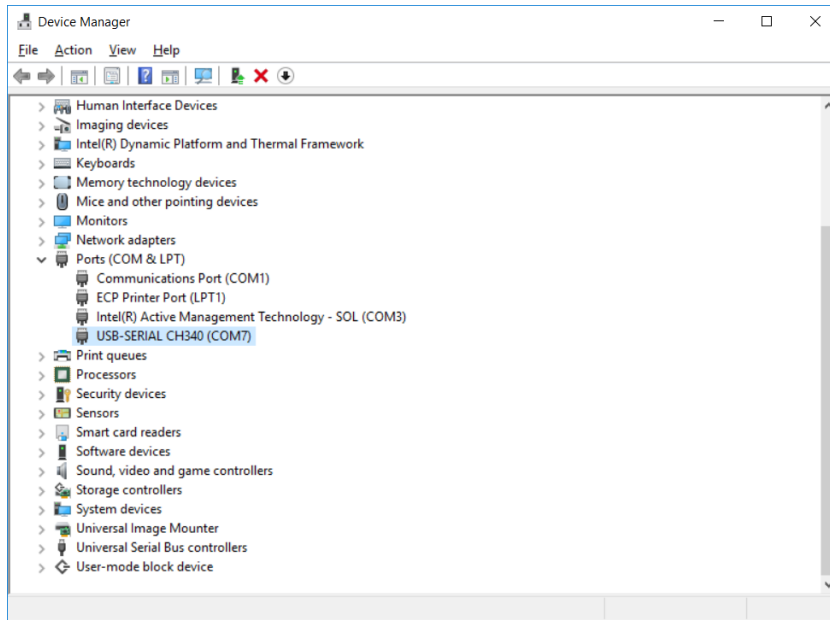 Device Manager
File Action View Help
Human Interface Devices
Imaging devices
Intel(R) Dynamic Platform and Thermal Framework
Keyboards
Memory technology devices
Mice and other pointing devices
Monitors
Network adapters
Ports (COM & LPT)
Communications Port (COM1)
ECP Printer Port (LPT1)
Intel(R) Active Management Technology - SOL (COM3)
USB-SERIAL CH340 (COM7)
Print queues
Processors
Security devices
Sensors
Smart card readers
Software devices
Sound, video and game controllers
Storage controllers
System devices
Universal Image Mounter
Universal Serial Bus controllers
User-mode block device